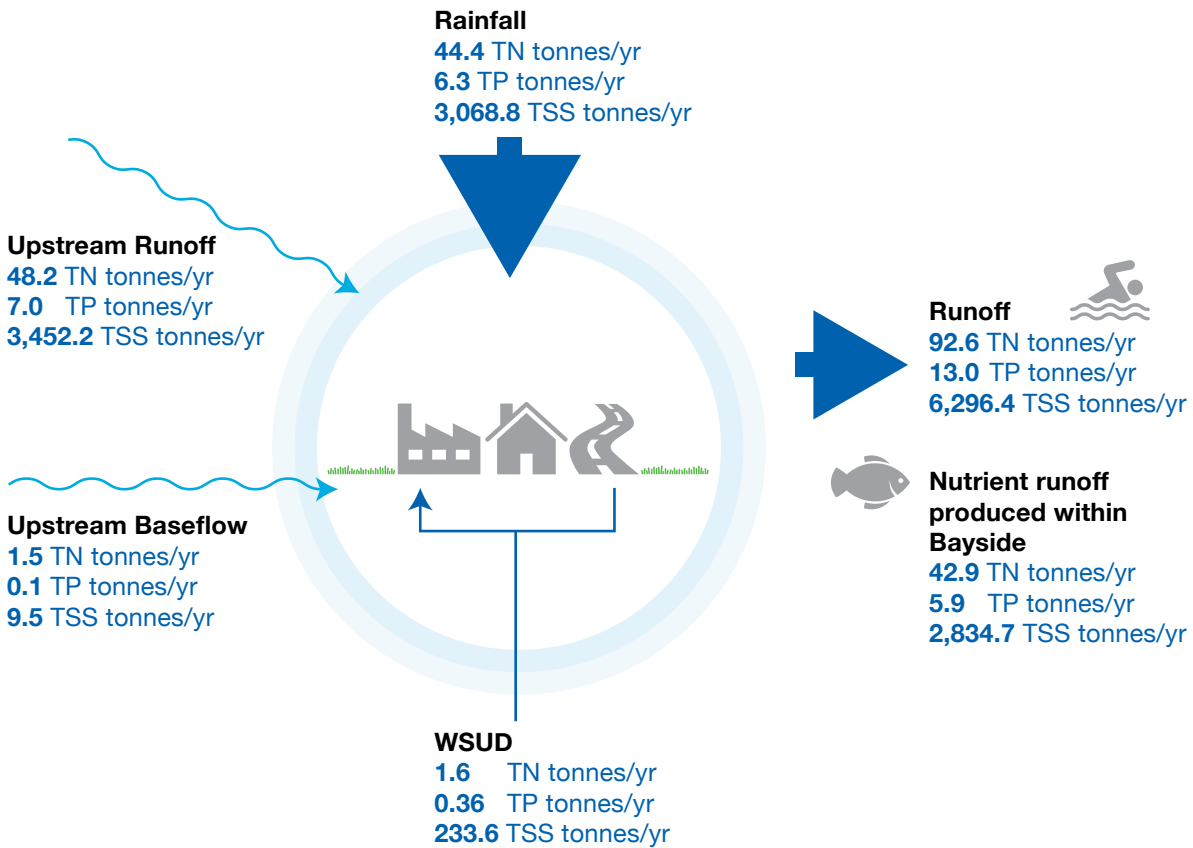 Rainfall
44.4 TN tonnes/yr
6.3 TP tonnes/yr
3,068.8 TSS tonnes/yr
Upstream Runoff
48.2 TN tonnes/yr
7.0 TP tonnes/yr
3,452.2 TSS tonnes/yr
Runoff
92.6 TN tonnes/yr
13.0 TP tonnes/yr
6,296.4 TSS tonnes/yr
Upstream Baseflow
1.5 TN tonnes/yr
0.1 TP tonnes/yr
9.5 TSS tonnes/yr
Nutrient runoff
produced within
Bayside
42.9 TN tonnes/yr
5.9 TP tonnes/yr
2,834.7 TSS tonnes/yr
WSUD
1.6 TN tonnes/yr
0.36 TP tonnes/yr
233.6 TSS tonnes/yr